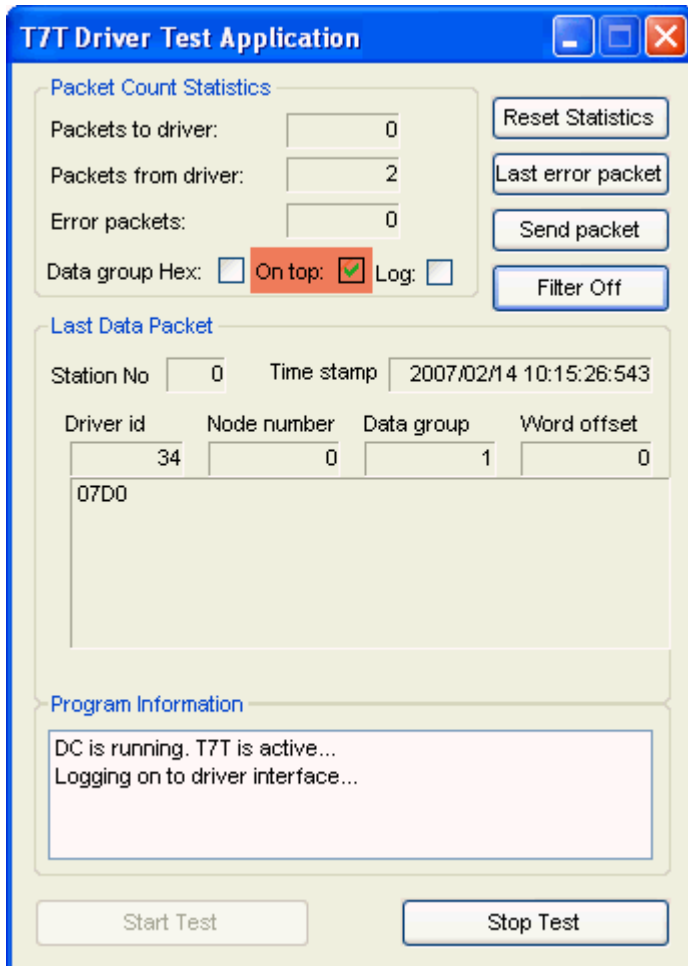 T7T Driver Test Application
Packet Count Statistics
Packets to driver: 0
Packets from driver: 2
Error packets: 0
Data group Hex: On top: Log:
Reset Statistics
Last error packet
Send packet
Filter Off
Last Data Packet
Station No 0 Time stamp 2007/02/14 10:15:26:543
Driver id Node number Data group Word offset
34 0 1 0
07D0
Program Information
DC is running. T7T is active...
Logging on to driver interface...
Start Test Stop Test